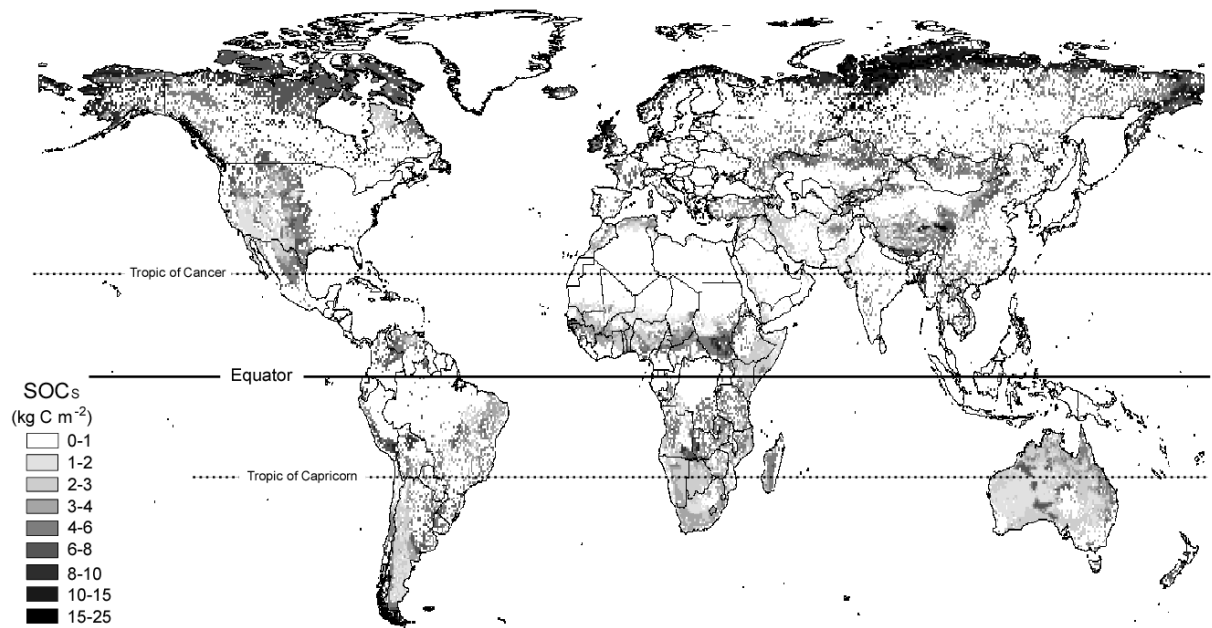 Tropic of Cancer
Equator
SOCs
(kg C m-2)
0-1
1-2
2-3
3-4
4-6
6-8
8-10
10-15
15-25
Tropic of Capricorn